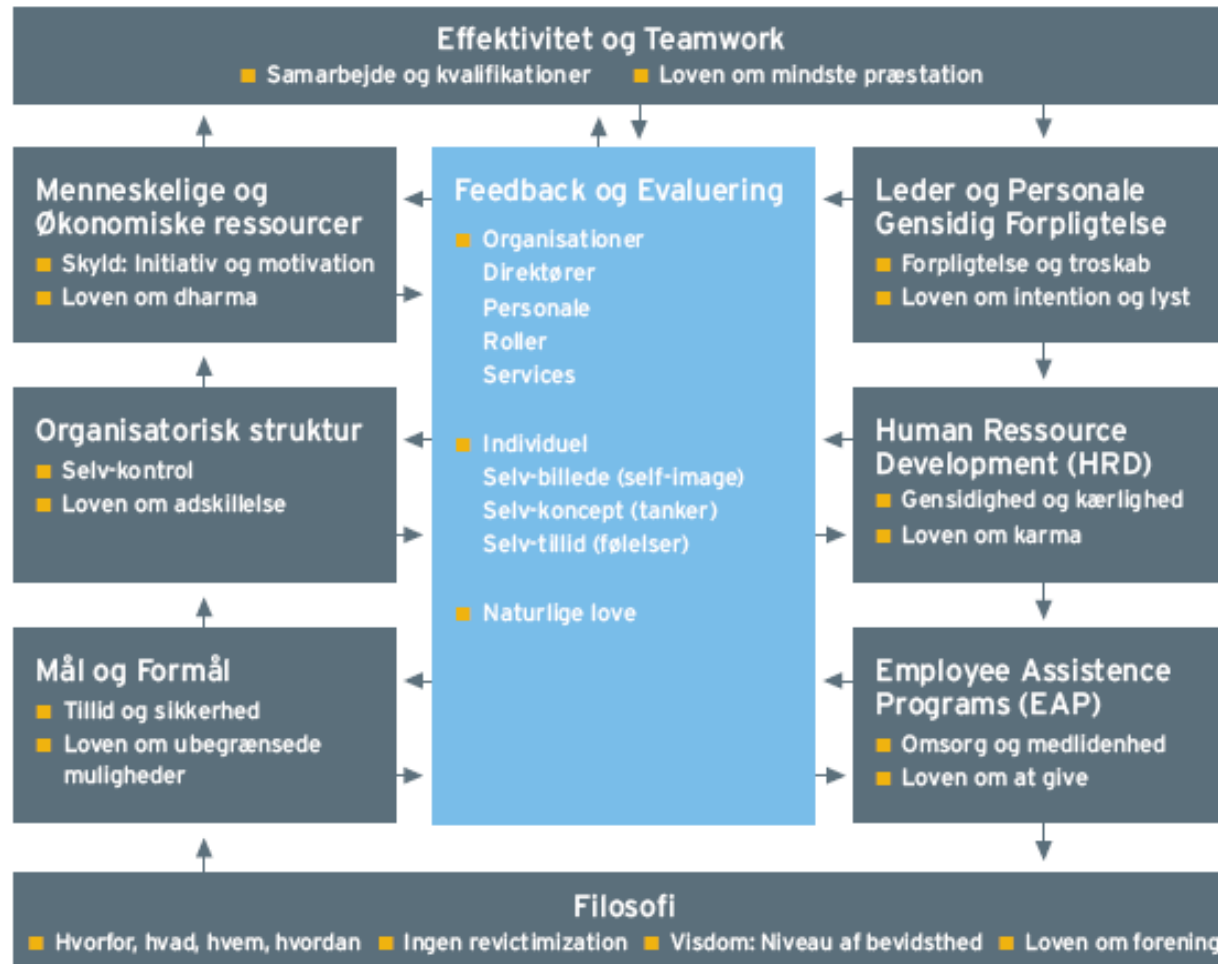 Effektivitet og Teamwork
Samarbejde og kvalifikationer Loven om mindste præstation
Menneskelige og
Økonomiske ressourcer
Skyld: Initiativ og motivation
Loven om dharma
Feedback og Evaluering
Organisationer
Direktører
Personale
Roller
Services
Individuel
Selv-billede (self-image)
Selv-koncept (tanker)
Selv-tillid (følelser)
Naturlige love
Leder og Personale
Gensidig Forpligtelse
Forpligtelse og troskab
Loven om intention og lyst
Organisatorisk struktur
Selv-kontrol
Loven om adskillelse
Human Ressource
Development (HRD)
Gensidighed og kærlighed
Loven om karma
Mål og Formål
Tillid og sikkerhed
Loven om ubegrænsede
muligheder
Employee Assistence
Programs (EAP)
Omsorg og medlidenhed
Loven om at give
Filosofi
Hvorfor, hvad, hvem, hvordan Ingen revictimization Visdom: Niveau af bevidsthed Loven om forening